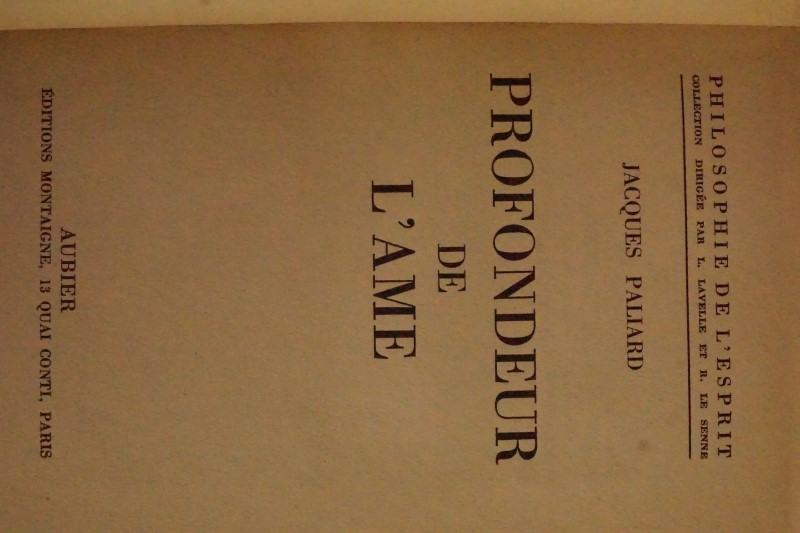 PHILOSOPHIE DE L'ESPRIT
COLLECTION DIRIGÉE PAR L. LAVELLE ET R. LE SENNE
JACQUES PALIARD
PROFONDEUR
DE
L'AME
AUBIER
ÉDITIONS MONTAIGNE, 13 QUAI CONTI, PARIS